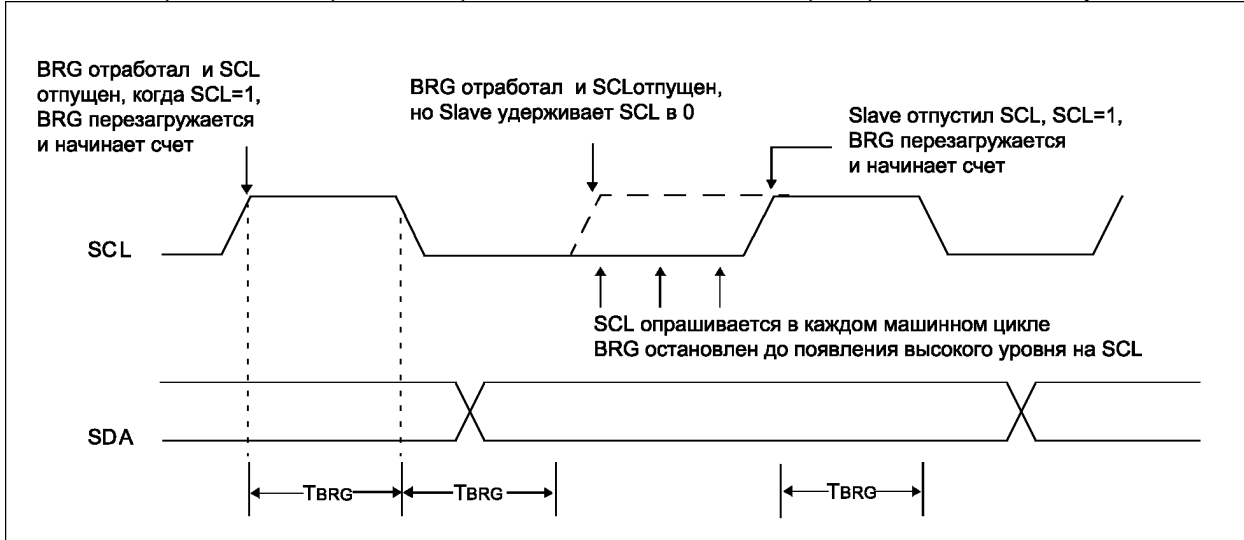 BRG отработал и SCL
отпущен, когда SCL=1,
BRG перезагружается
и начинает счет
BRG отработал и SCLотпущен,
но Slave удерживает SCL в 0
Slave отпустил SCL, SCL=1,
BRG перезагружается
и начинает счет
SCL
SCL опрашивается в каждом машинном цикле
BRG остановлен до появления высокого уровня на SCL
SDA
TBRG
TBRG
TBRG